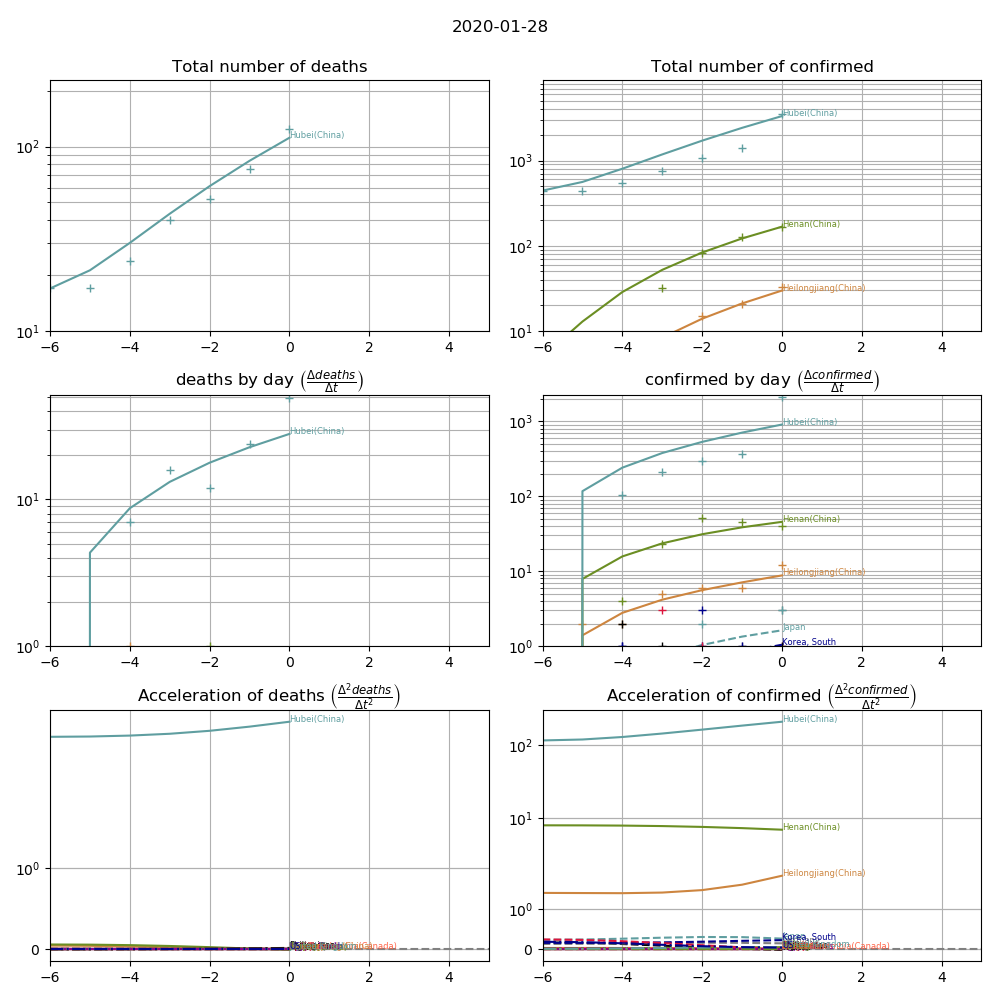 2020-01-28
Total number of deaths
Total number of confirmed
10²
10¹
Hubei(China)
−6 −4 −2 0 2 4
10³
10²
10¹
Hubei(China)
Henan(China)
Heilongjiang(China)
−6 −4 −2 0 2 4
deaths by day (Δdeaths/Δt)
confirmed by day (Δconfirmed/Δt)
10¹
10⁰
Hubei(China)
−6 −4 −2 0 2 4
10³
10²
10¹
10⁰
Hubei(China)
Henan(China)
Heilongjiang(China)
Japan
Korea, South
−6 −4 −2 0 2 4
Acceleration of deaths (Δ²deaths/Δt²)
Acceleration of confirmed (Δ²confirmed/Δt²)
10⁰
0
Hubei(China)
−6 −4 −2 0 2 4
10²
10¹
10⁰
0
Hubei(China)
Henan(China)
Heilongjiang(China)
Korea, South
−6 −4 −2 0 2 4